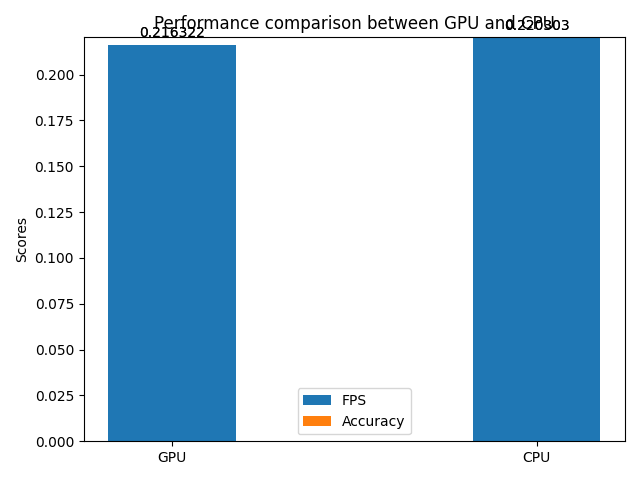 Performance comparison between GPU and CPU
0.216322
0.220303
0.200
0.175
0.150
0.125
0.100
0.075
0.050
0.025
0.000
Scores
FPS
Accuracy
GPU
CPU